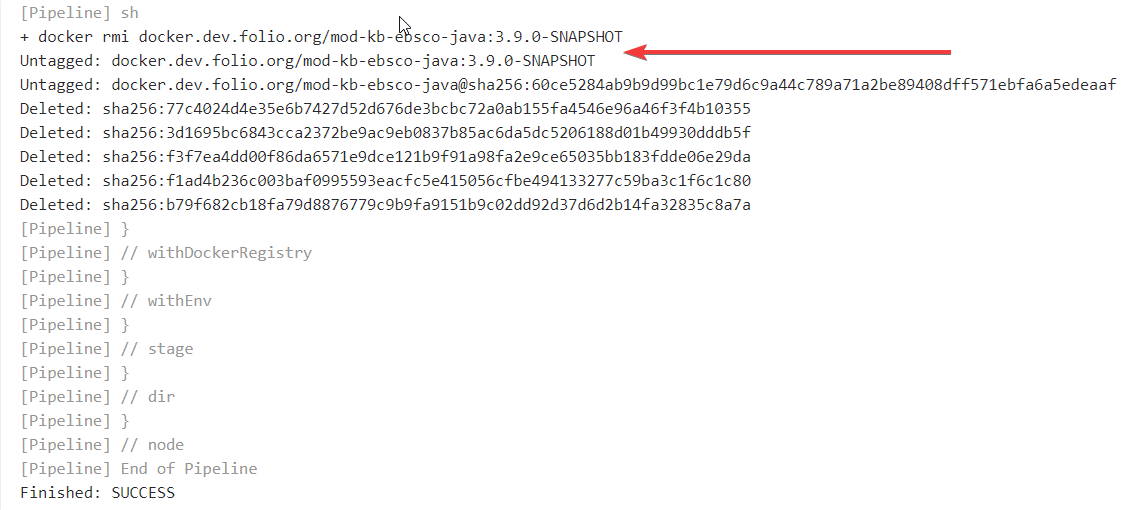 [Pipeline] sh
+ docker rmi docker.dev.folio.org/mod-kb-ebsco-java:3.9.0-SNAPSHOT
Untagged: docker.dev.folio.org/mod-kb-ebsco-java:3.9.0-SNAPSHOT
Untagged: docker.dev.folio.org/mod-kb-ebsco-java@sha256:60ce5284ab9b9d99bc1e79d6c9a44c789a71a2be89408dff571ebfa6a5edeaaf
Deleted: sha256:77c4024d4e35e6b7427d52d676de3bcbc72a0ab155fa4546e96a46f3f4b10355
Deleted: sha256:3d1695bc6843cca2372be9ac9eb0837b85ac6da5dc5206188d01b49930dddb5f
Deleted: sha256:f3f7ea4dd00f86da6571e9dce121b9f91a98fa2e9ce65035bb183fdde06e29da
Deleted: sha256:f1ad4b236c003baf0995593eacfc5e415056cfbe494133277c59ba3c1f6c1c80
Deleted: sha256:b79f682cb18fa79d8876779c9b9fa9151b9c02dd92d37d6d2b14fa32835c8a7a
[Pipeline] }
[Pipeline] // withDockerRegistry
[Pipeline] }
[Pipeline] // withEnv
[Pipeline] }
[Pipeline] // stage
[Pipeline] }
[Pipeline] // dir
[Pipeline] }
[Pipeline] // node
[Pipeline] End of Pipeline
Finished: SUCCESS